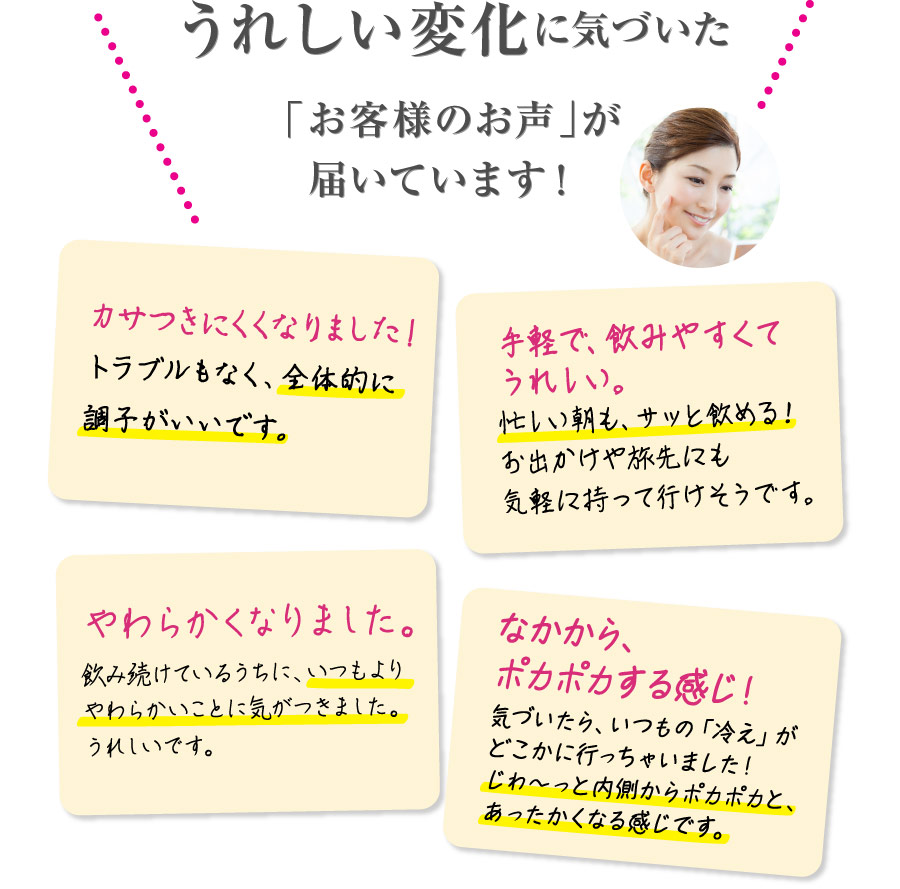 うれしい変化に気づいた
「お客様のお声」が
届いています!
カサつきにくくなりました!
トラブルもなく、全体的に
調子がいいです。
手軽で、飲みやすくて
うれしい。
忙しい朝も、サッと飲める!
お出かけや旅先にも
気軽に持って行けそうです。
やわらかくなりました。
飲み続けているうちに、いつもより
やわらかいことに気がつきました。
うれしいです。
なかから、
ポカポカする感じ!
気づいたら、いつもの「冷え」が
どこかに行っちゃいました!
じわ〜っと内側からポカポカと、
あったかくなる感じです。